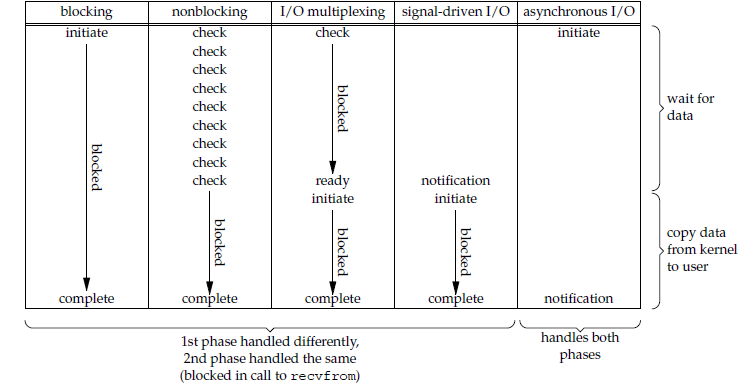 blocking nonblocking I/O multiplexing signal-driven I/O asynchronous I/O
initiate check check initiate
check
check
check
check
check
check
check
check ready notification
initiate initiate
blocked
blocked
blocked
blocked
blocked
complete complete complete complete notification
wait for
data
copy data
from kernel
to user
1st phase handled differently,
2nd phase handled the same
(blocked in call to recvfrom)
handles both
phases